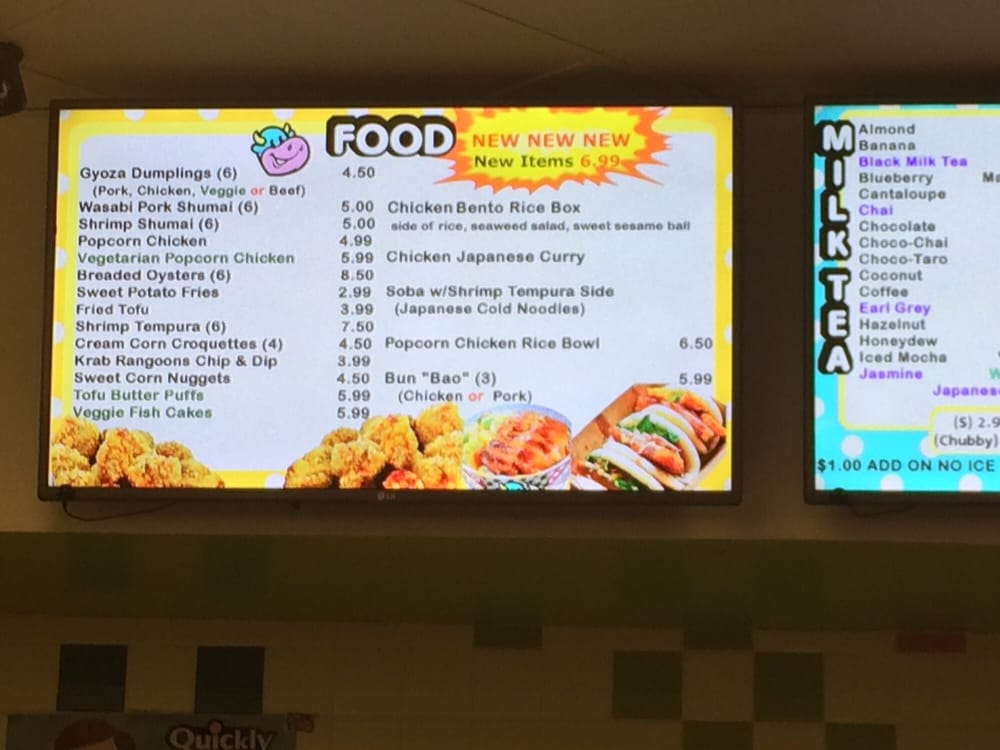 FOOD
NEW NEW NEW
New Items 6.99
Gyoza Dumplings (6) 4.50
(Pork, Chicken, Veggie or Beef)
Wasabi Pork Shumai (6) 5.00
Shrimp Shumai (6) 5.00
Popcorn Chicken 4.99
Vegetarian Popcorn Chicken 5.99
Breaded Oysters (6) 8.50
Sweet Potato Fries 2.99
Fried Tofu 3.99
Shrimp Tempura (6) 7.50
Cream Corn Croquettes (4) 4.50
Krab Rangoons Chip & Dip 3.99
Sweet Corn Nuggets 4.50
Tofu Butter Puffs 5.99
Veggie Fish Cakes 5.99
Chicken Bento Rice Box
side of rice, seaweed salad, sweet sesame ball
Chicken Japanese Curry
Soba w/Shrimp Tempura Side
(Japanese Cold Noodles)
Popcorn Chicken Rice Bowl 6.50
Bun "Bao" (3) 5.99
(Chicken or Pork)
LG
MILK TEA
Almond
Banana
Black Milk Tea
Blueberry Ma
Cantaloupe
Chai
Chocolate
Choco-Chai
Choco-Taro
Coconut
Coffee
Earl Grey
Hazelnut
Honeydew
Iced Mocha
Jasmine W
Japanes
(S) 2.9
(Chubby)
$1.00 ADD ON NO ICE
Quickly